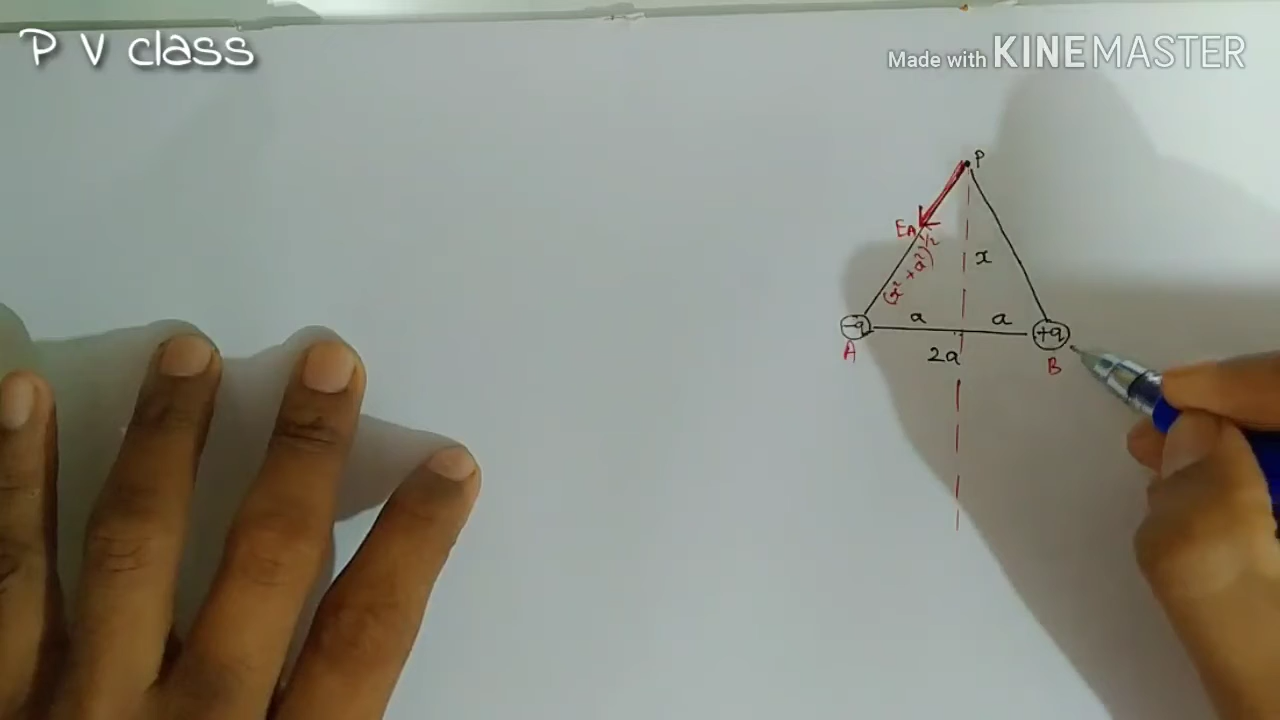 P V class
Made with KINEMASTER
P
EA
(x² + a²)½
x
a
a
-q
+q
A
2a
B